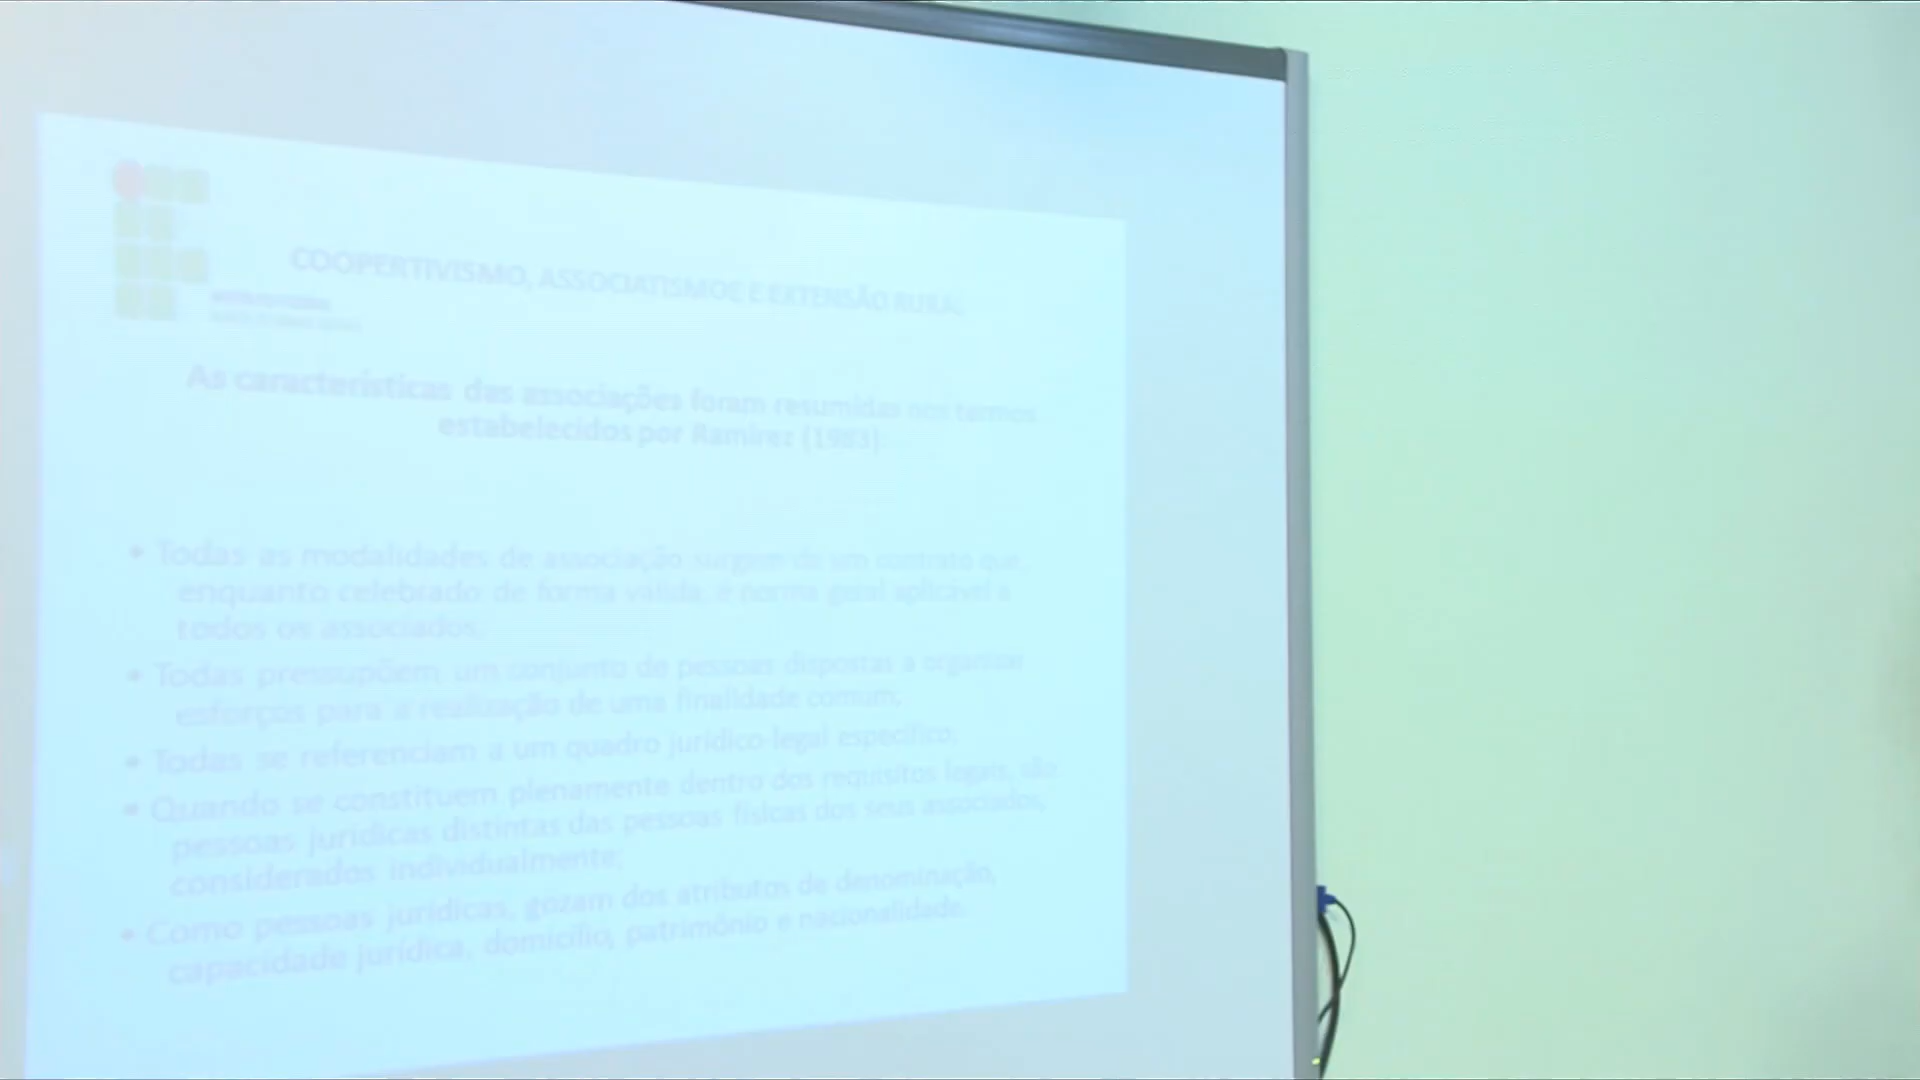 COOPERTIVISMO, ASSOCIATISMOE E EXTENSÃO RURAL
As características das associações foram resumidas nos termos
estabelecidos por Ramírez (1983)
• Todas as modalidades de associação surgem de um contrato que,
enquanto celebrado de forma válida, é norma geral aplicável a
todos os associados;
• Todas pressupõem um conjunto de pessoas dispostas a organizar
esforços para a realização de uma finalidade comum;
• Todas se referenciam a um quadro jurídico-legal específico;
• Quando se constituem plenamente dentro dos requisitos legais, são
pessoas jurídicas distintas das pessoas físicas dos seus associados,
considerados individualmente;
• Como pessoas jurídicas, gozam dos atributos de denominação,
capacidade jurídica, domicílio, patrimônio e nacionalidade.